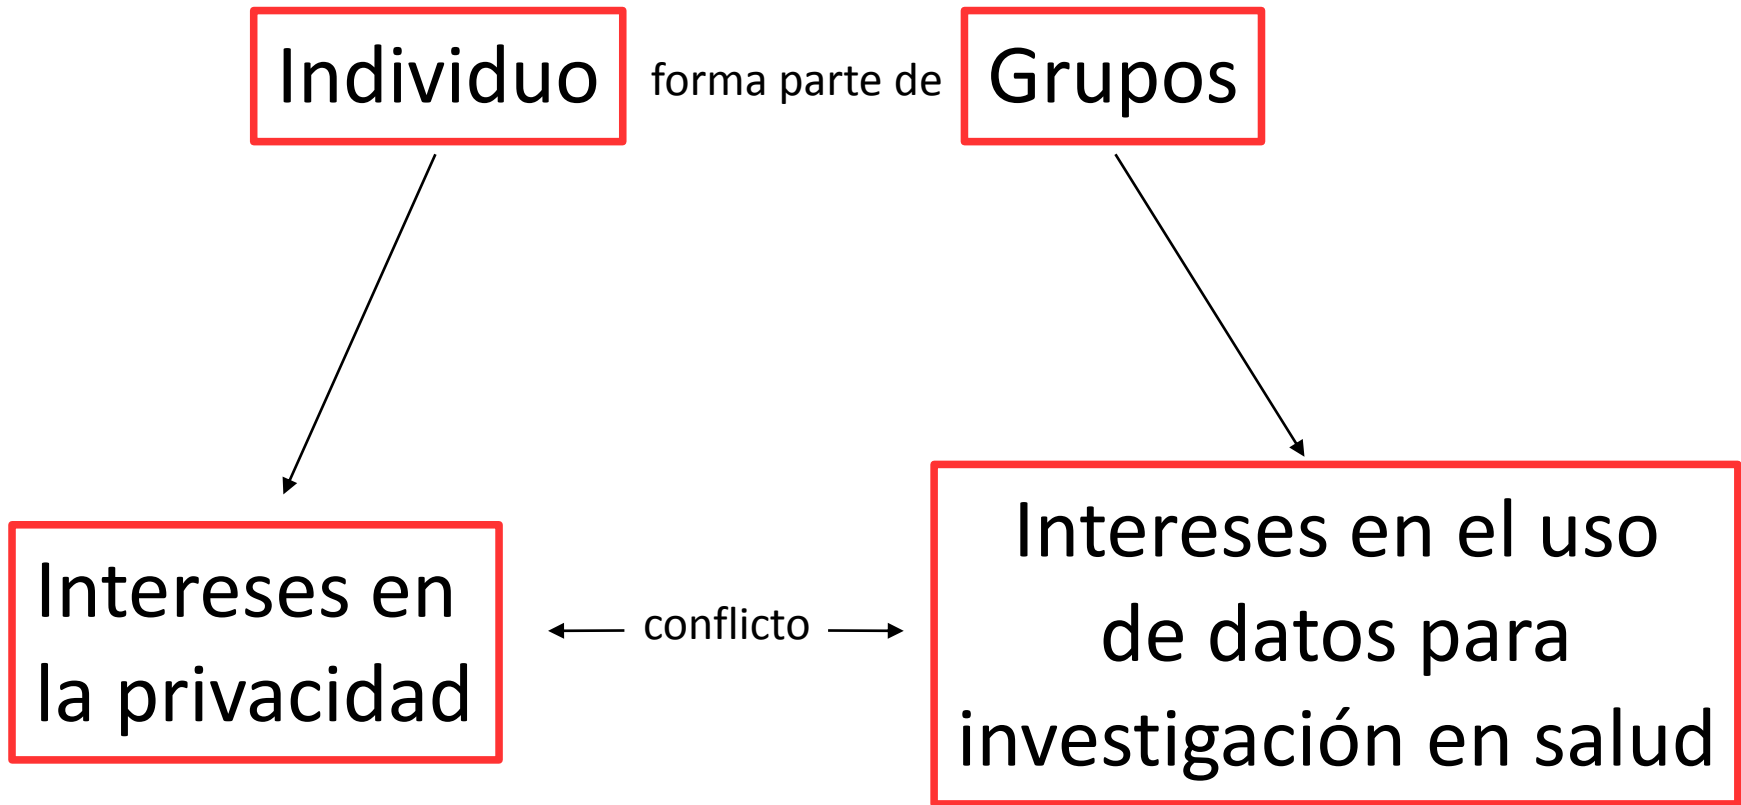 Individuo forma parte de Grupos
Intereses en
la privacidad
conflicto
Intereses en el uso
de datos para
investigación en salud